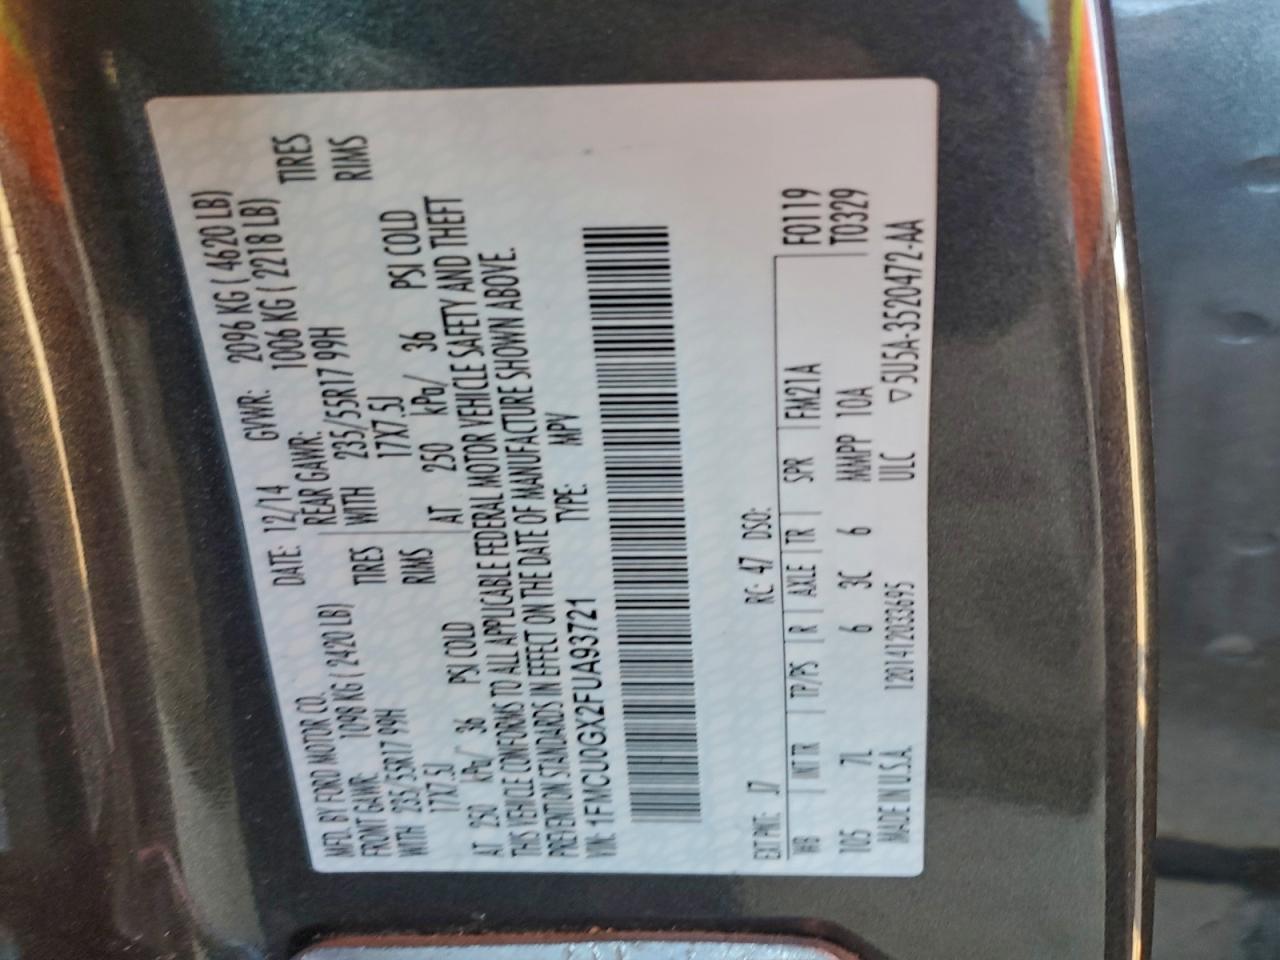 MFD. BY FORD MOTOR CO. DATE: 12/14 GVWR: 2096 KG ( 4620 LB)
FRONT GAWR: 1098 KG ( 2420 LB) REAR GAWR: 1006 KG ( 2218 LB)
WITH 235/55R17 99H TIRES WITH 235/55R17 99H TIRES
17X7.5J RIMS 17X7.5J RIMS
AT 250 kPa/ 36 PSI COLD AT 250 kPa/ 36 PSI COLD
THIS VEHICLE CONFORMS TO ALL APPLICABLE FEDERAL MOTOR VEHICLE SAFETY AND THEFT
PREVENTION STANDARDS IN EFFECT ON THE DATE OF MANUFACTURE SHOWN ABOVE.
VIN: 1FMCU0GX2FUA93721 TYPE: MPV
EXT PNT: J7 RC: 47 DSO: F0119
WB INT TR TP/PS R AXLE TR SPR FM21A T0329
105 7L 6 3C 6 MMPP 10A
MADE IN U.S.A. 1201412033695 ULC ▽5U5A-3520472-AA